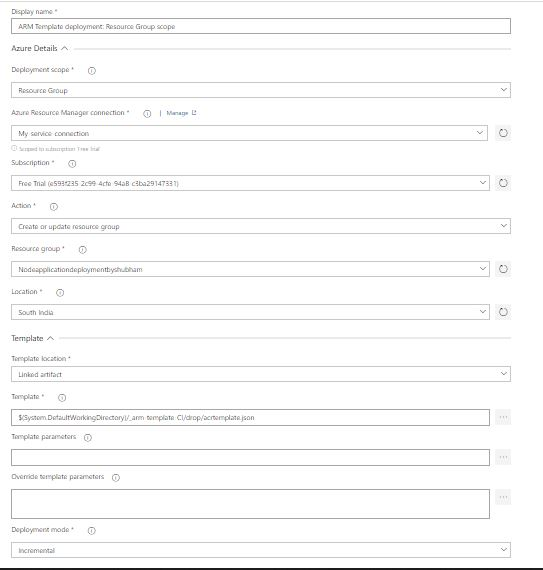 Display name *
ARM Template deployment: Resource Group scope
Azure Details
Deployment scope *
Resource Group
Azure Resource Manager connection * | Manage
My-service-connection
Scoped to subscription 'Free Trial'
Subscription *
Free Trial (e593f235-2c99-4cfe-94a8-c3ba29147331)
Action *
Create or update resource group
Resource group *
Nodeapplicationdeploymentbyshubham
Location *
South India
Template
Template location *
Linked artifact
Template *
$(System.DefaultWorkingDirectory)/_arm-template-CI/drop/acrtemplate.json
Template parameters
Override template parameters
Deployment mode *
Incremental